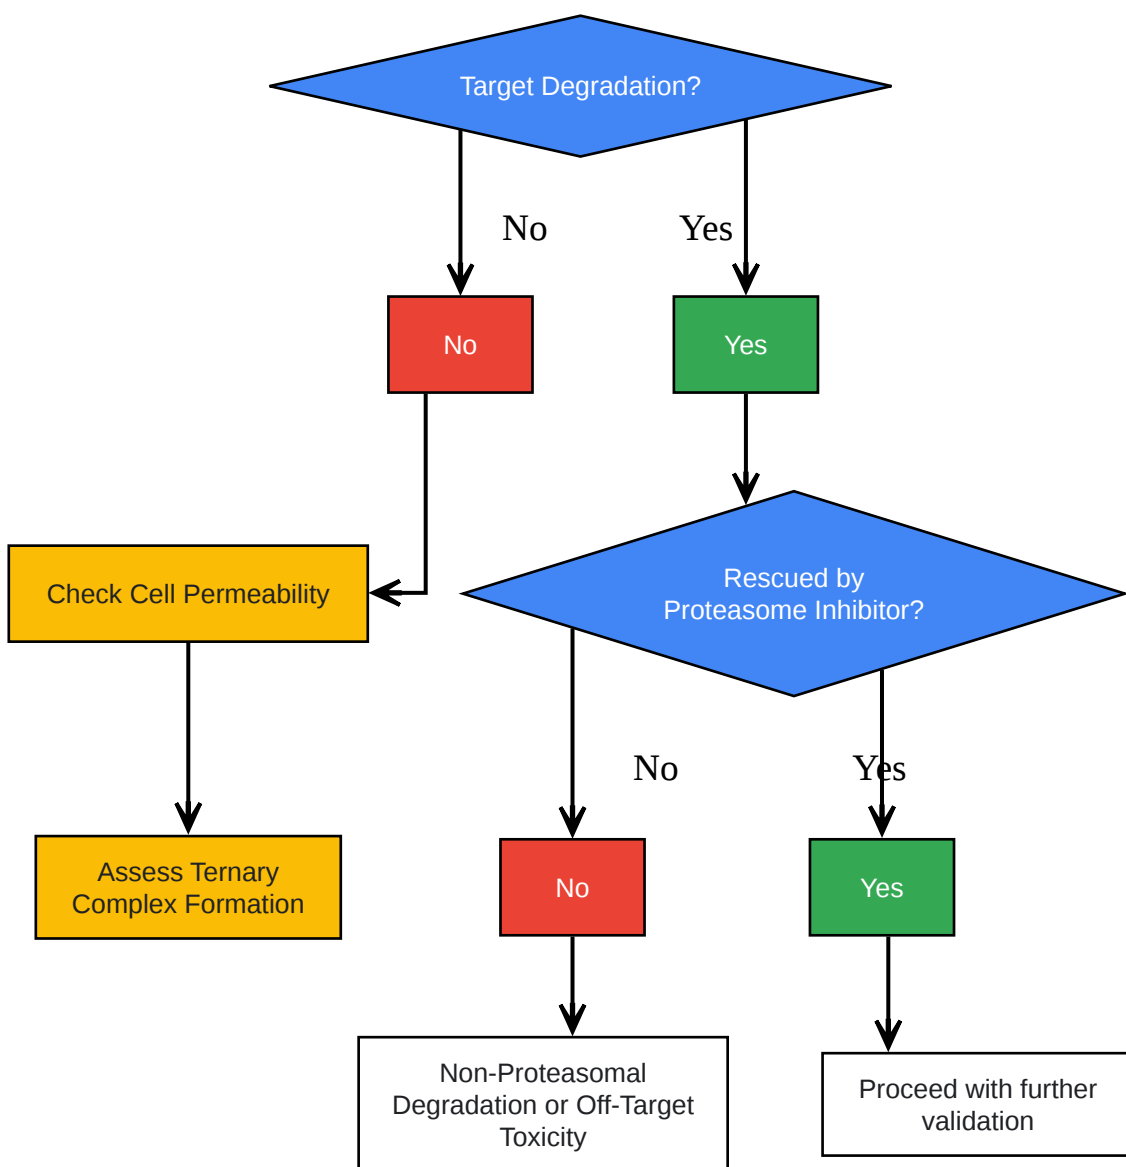 Target Degradation?
No
Yes
No
Yes
Check Cell Permeability
Rescued by
Proteasome Inhibitor?
No
Yes
Assess Ternary
Complex Formation
No
Yes
Non-Proteasomal
Degradation or Off-Target
Toxicity
Proceed with further
validation